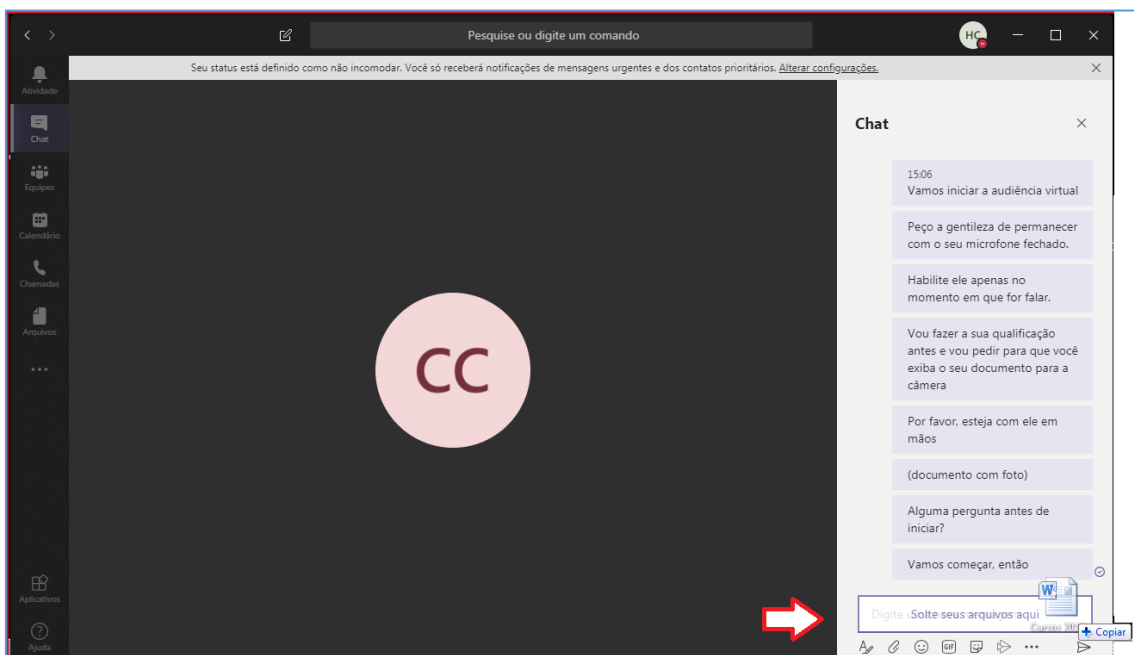 Pesquise ou digite um comando
HC
Seu status está definido como não incomodar. Você só receberá notificações de mensagens urgentes e dos contatos prioritários. Alterar configurações.
Atividade
Chat
Equipes
Calendário
Chamadas
Arquivos
Aplicativos
Ajuda
CC
Chat
15:06
Vamos iniciar a audiência virtual
Peço a gentileza de permanecer
com o seu microfone fechado.
Habilite ele apenas no
momento em que for falar.
Vou fazer a sua qualificação
antes e vou pedir para que você
exiba o seu documento para a
câmera
Por favor, esteja com ele em
mãos
(documento com foto)
Alguma pergunta antes de
iniciar?
Vamos começar, então
Digite
Solte seus arquivos aqui
W
Copiar
GIF